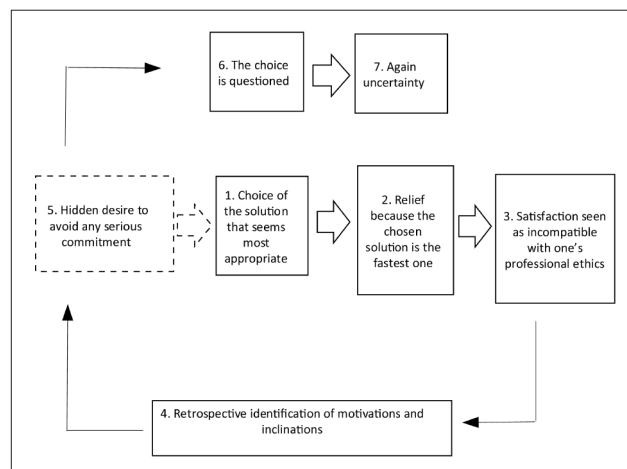 6. The choice
is questioned
7. Again
uncertainty
5. Hidden desire to
avoid any serious
commitment
1. Choice of
the solution
that seems
most
appropriate
2. Relief
because the
chosen
solution is the
fastest one
3. Satisfaction seen
as incompatible
with one's
professional ethics
4. Retrospective identification of motivations and
inclinations